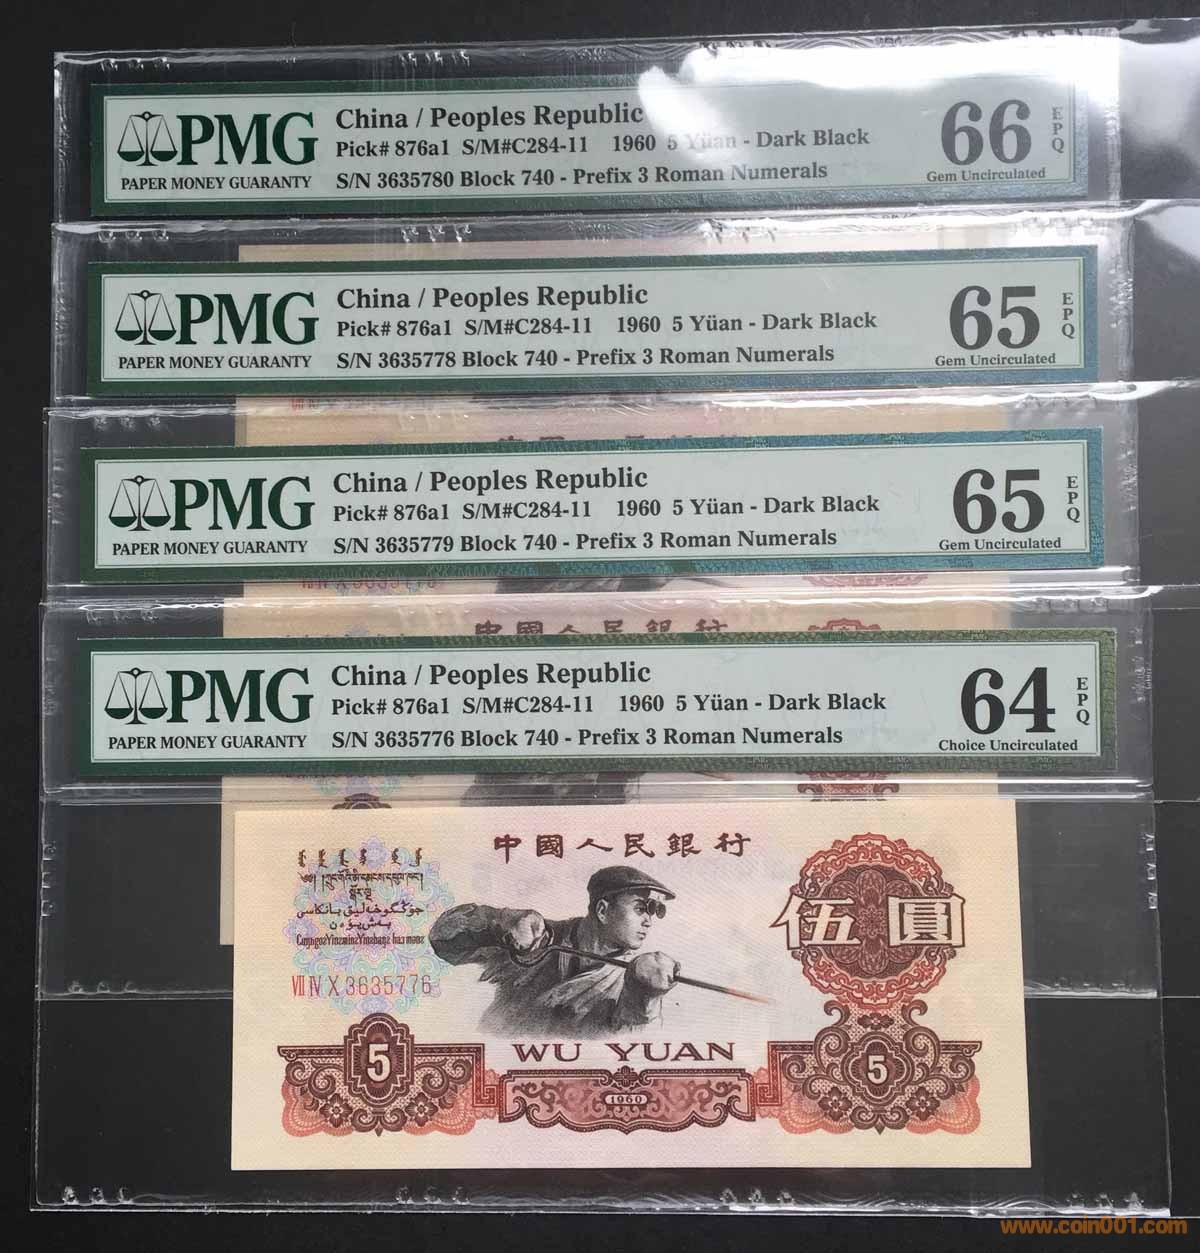 PMG
PAPER MONEY GUARANTY
China / Peoples Republic
Pick# 876a1 S/M#C284-11 1960 5 Yüan - Dark Black
S/N 3635780 Block 740 - Prefix 3 Roman Numerals
66
EPQ
Gem Uncirculated
PMG
PAPER MONEY GUARANTY
China / Peoples Republic
Pick# 876a1 S/M#C284-11 1960 5 Yüan - Dark Black
S/N 3635778 Block 740 - Prefix 3 Roman Numerals
65
EPQ
Gem Uncirculated
PMG
PAPER MONEY GUARANTY
China / Peoples Republic
Pick# 876a1 S/M#C284-11 1960 5 Yüan - Dark Black
S/N 3635779 Block 740 - Prefix 3 Roman Numerals
65
EPQ
Gem Uncirculated
中國人民銀行
PMG
PAPER MONEY GUARANTY
China / Peoples Republic
Pick# 876a1 S/M#C284-11 1960 5 Yüan - Dark Black
S/N 3635776 Block 740 - Prefix 3 Roman Numerals
64
EPQ
Choice Uncirculated
中國人民銀行
伍圓
VII IV X 3635776
WU YUAN
5
5
1960
www.coin001.com